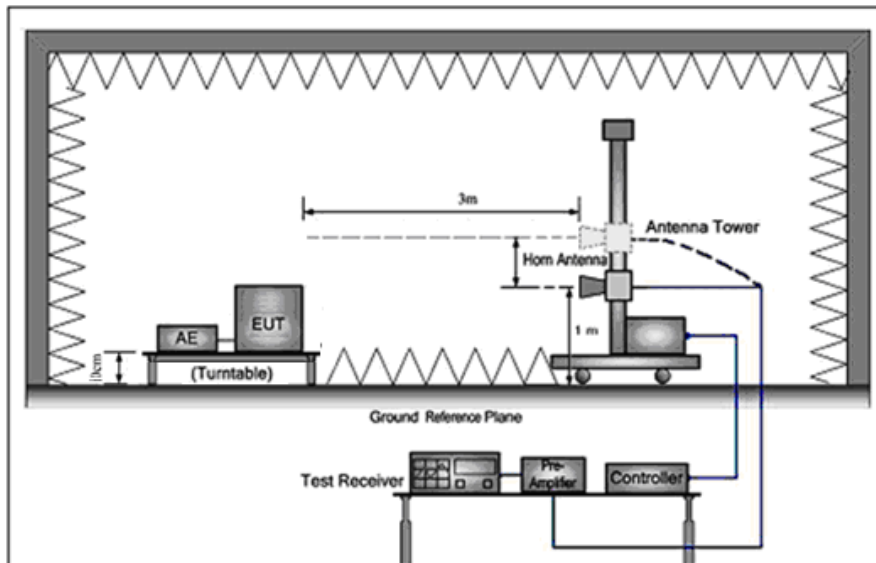 3m
Antenna Tower
Horn Antenna
AE
EUT
1 m
(Turntable)
Ground Reference Plane
Test Receiver
Pre-
Amplifier
Controller